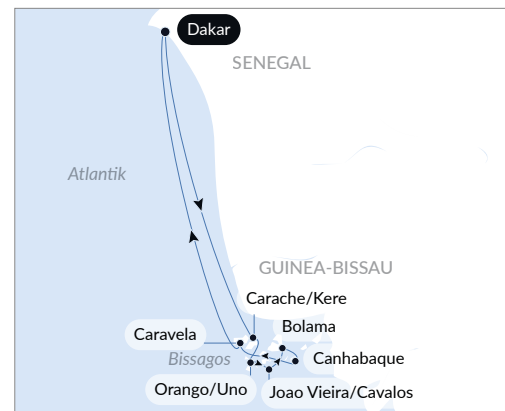 Dakar
SENEGAL
Atlantik
GUINEA-BISSAU
Carache/Kere
Bolama
Caravela
Bissagos
Canhabaque
Orango/Uno
Joao Vieira/Cavalos